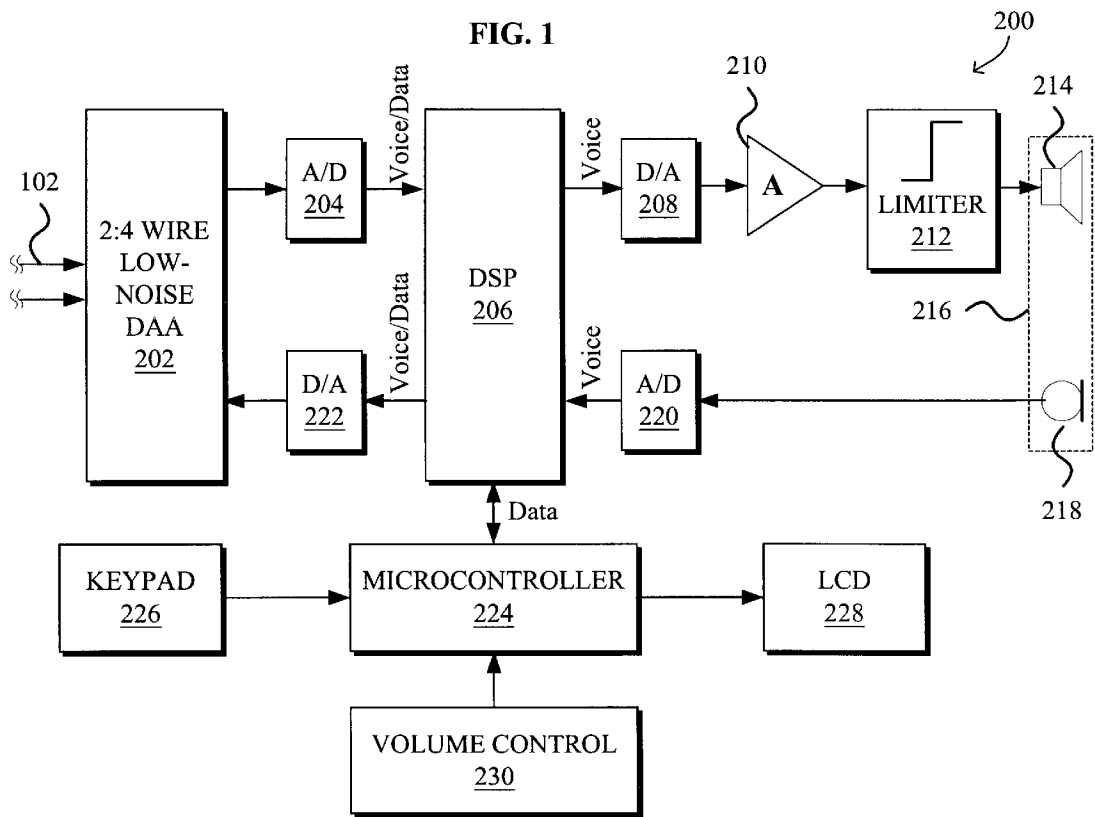 FIG. 1
200
210
214
102
2:4 WIRE
LOW-
NOISE
DAA
202
A/D
204
Voice/Data
DSP
206
Voice
D/A
208
A
LIMITER
212
216
D/A
222
Voice/Data
Voice
A/D
220
218
Data
KEYPAD
226
MICROCONTROLLER
224
LCD
228
VOLUME CONTROL
230